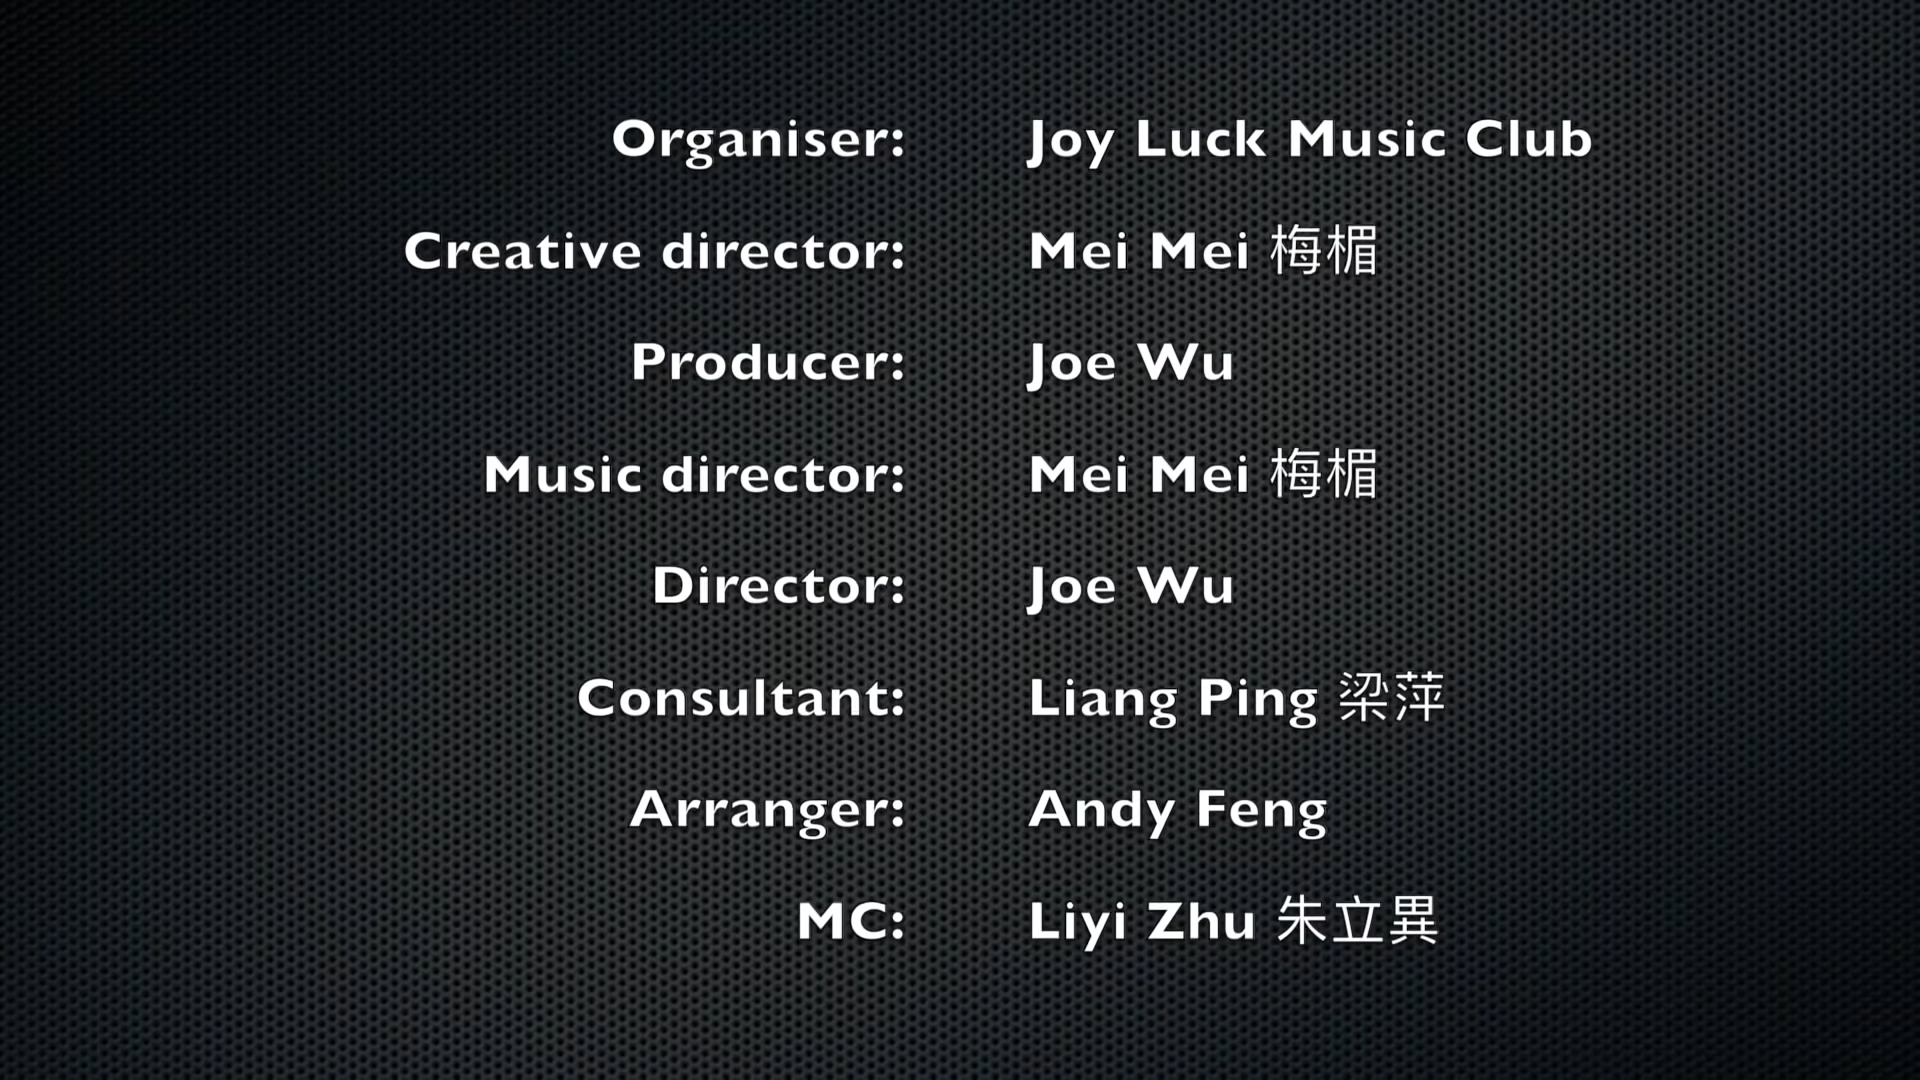 Organiser: Joy Luck Music Club
Creative director: Mei Mei 梅楣
Producer: Joe Wu
Music director: Mei Mei 梅楣
Director: Joe Wu
Consultant: Liang Ping 梁萍
Arranger: Andy Feng
MC: Liyi Zhu 朱立異